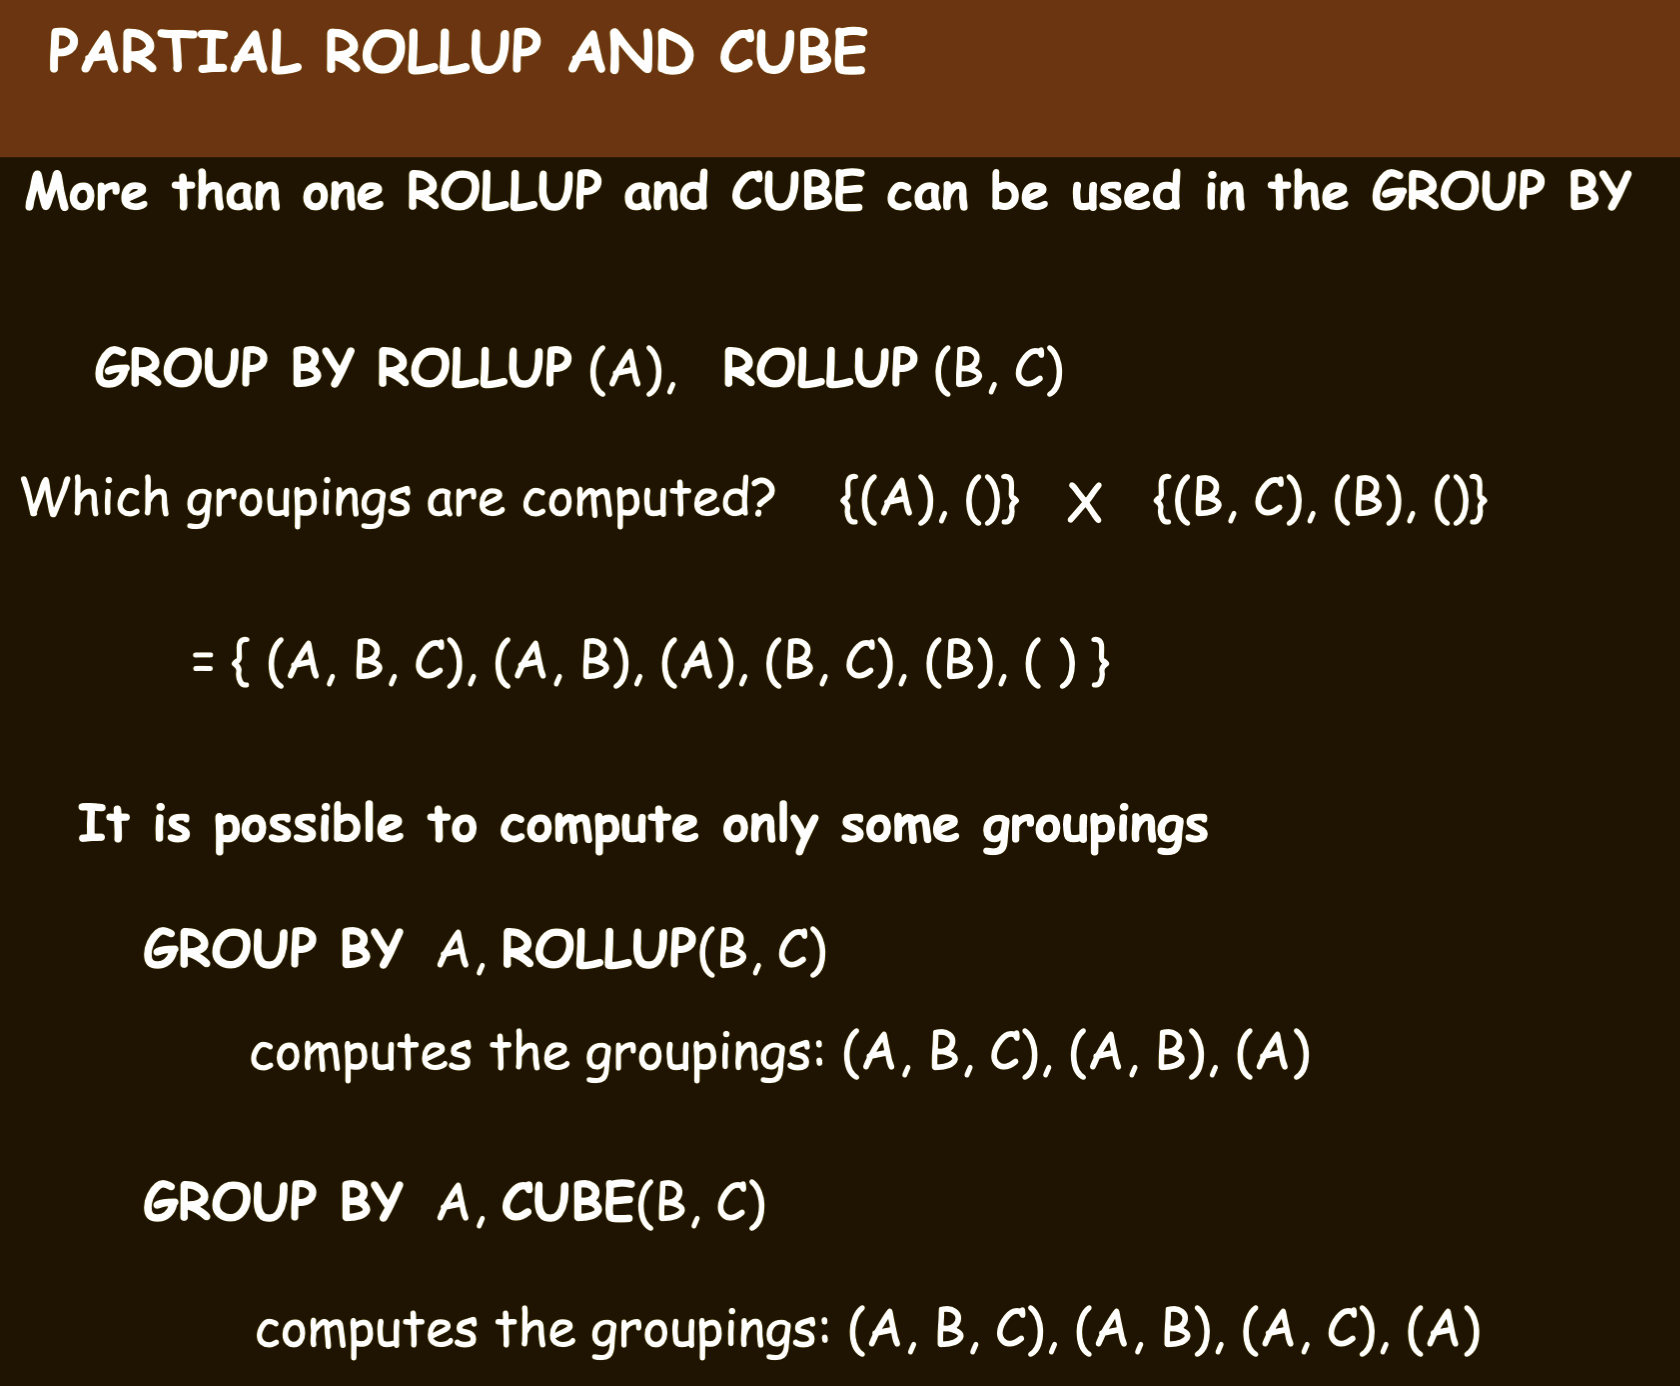 PARTIAL ROLLUP AND CUBE
More than one ROLLUP and CUBE can be used in the GROUP BY
GROUP BY ROLLUP (A), ROLLUP (B, C)
Which groupings are computed? {(A), ()} X {(B, C), (B), ()}
= { (A, B, C), (A, B), (A), (B, C), (B), ( ) }
It is possible to compute only some groupings
GROUP BY A, ROLLUP(B, C)
computes the groupings: (A, B, C), (A, B), (A)
GROUP BY A, CUBE(B, C)
computes the groupings: (A, B, C), (A, B), (A, C), (A)